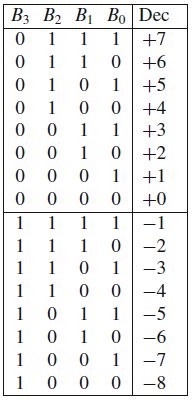 B3 B2 B1 B0 Dec
0 1 1 1 +7
0 1 1 0 +6
0 1 0 1 +5
0 1 0 0 +4
0 0 1 1 +3
0 0 1 0 +2
0 0 0 1 +1
0 0 0 0 +0
1 1 1 1 −1
1 1 1 0 −2
1 1 0 1 −3
1 1 0 0 −4
1 0 1 1 −5
1 0 1 0 −6
1 0 0 1 −7
1 0 0 0 −8